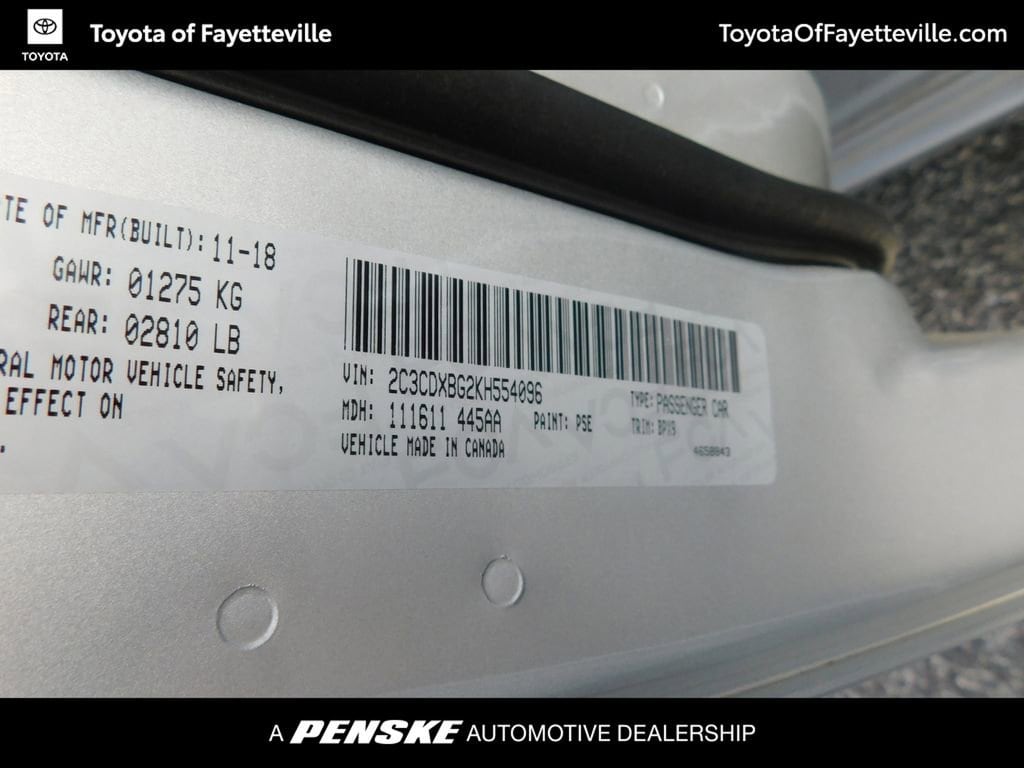 TOYOTA
Toyota of Fayetteville
ToyotaOfFayetteville.com
TE OF MFR(BUILT): 11-18
GAWR: 01275 KG
REAR: 02810 LB
RAL MOTOR VEHICLE SAFETY,
EFFECT ON
VIN: 2C3CDXBG2KH554096
TYPE: PASSENGER CAR
MDH: 111611 445AA
PAINT: PSE
TRIM: BPX9
VEHICLE MADE IN CANADA
4658843
A PENSKE AUTOMOTIVE DEALERSHIP